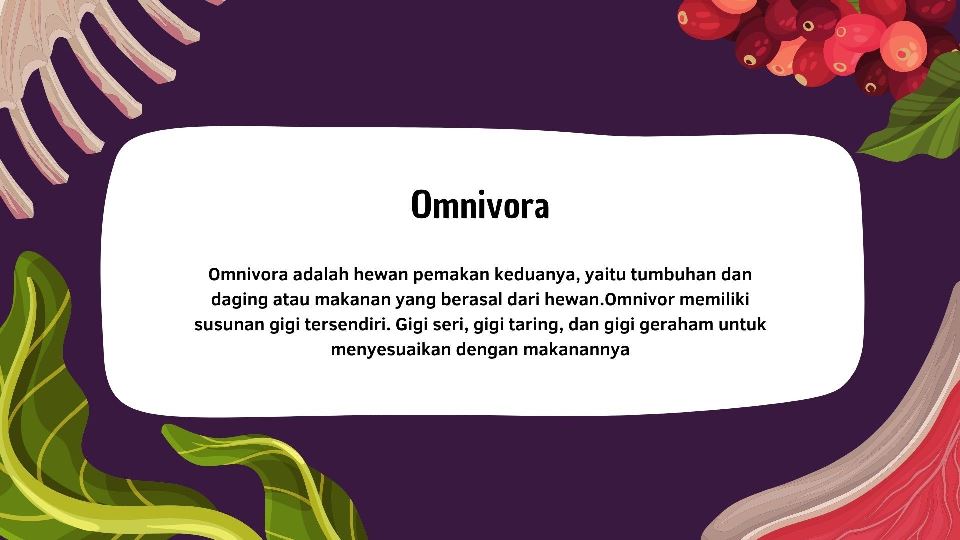 Omnivora
Omnivora adalah hewan pemakan keduanya, yaitu tumbuhan dan
daging atau makanan yang berasal dari hewan.Omnivor memiliki
susunan gigi tersendiri. Gigi seri, gigi taring, dan gigi geraham untuk
menyesuaikan dengan makanannya